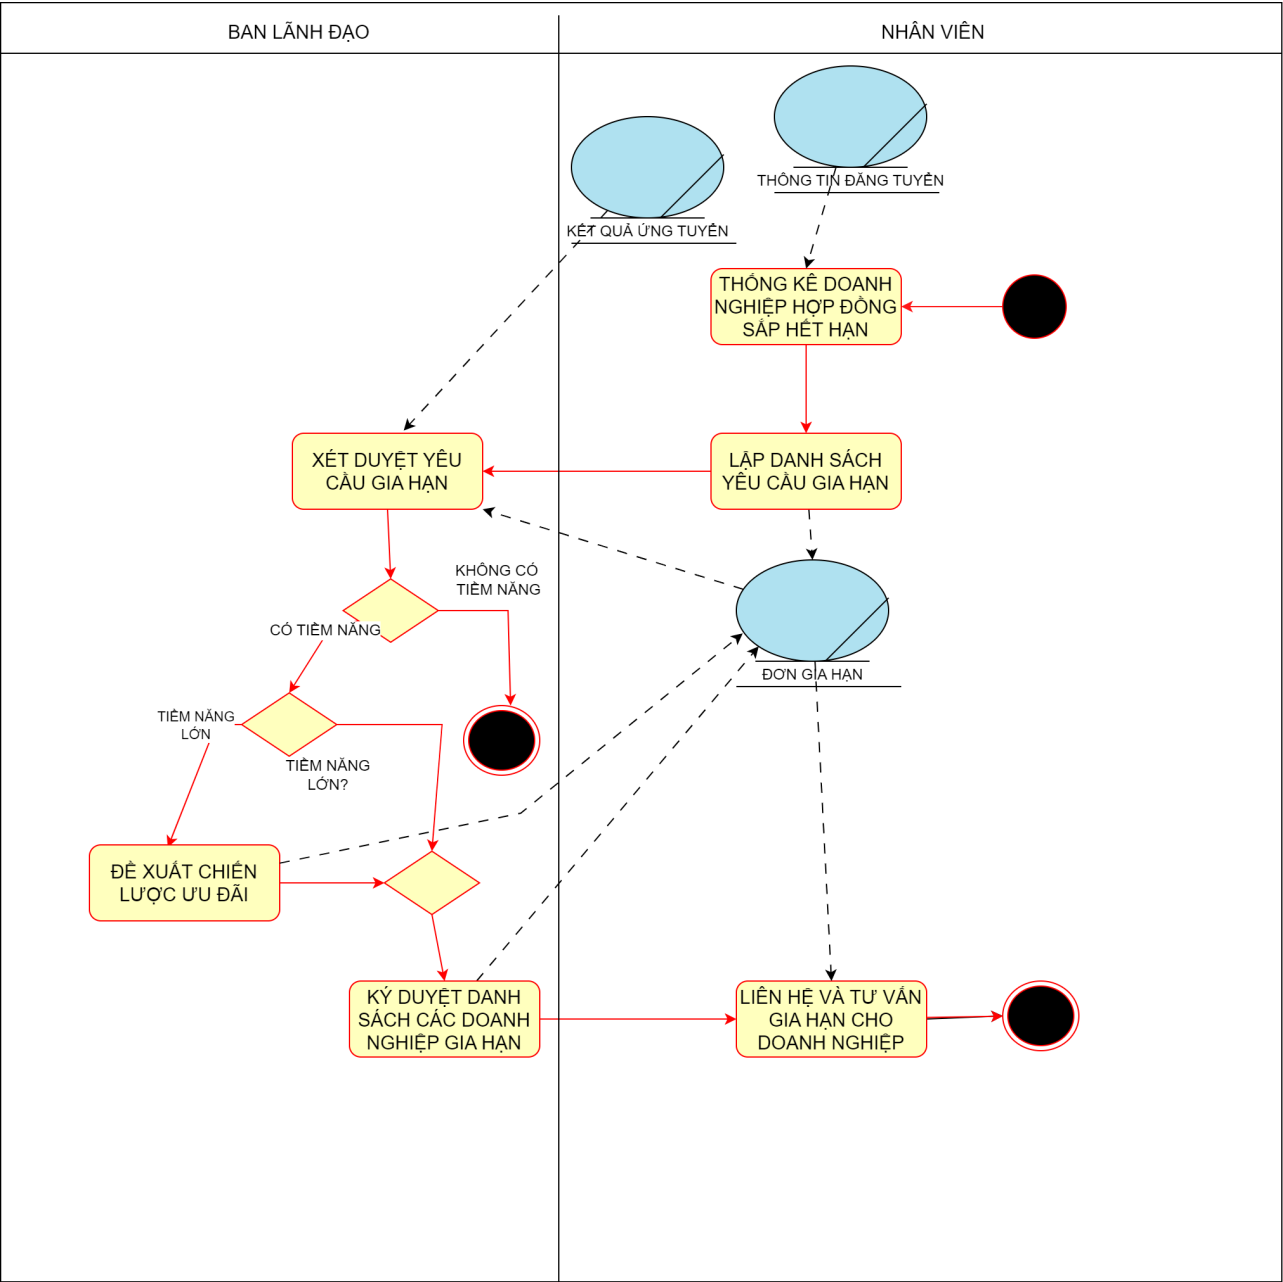 BAN LÃNH ĐẠO
NHÂN VIÊN
THÔNG TIN ĐĂNG TUYỂN
KẾT QUẢ ỨNG TUYỂN
THỐNG KÊ DOANH
NGHIỆP HỢP ĐỒNG
SẮP HẾT HẠN
XÉT DUYỆT YÊU
CẦU GIA HẠN
LẬP DANH SÁCH
YÊU CẦU GIA HẠN
KHÔNG CÓ
TIỀM NĂNG
CÓ TIỀM NĂNG
ĐƠN GIA HẠN
TIỀM NĂNG
LỚN
TIỀM NĂNG
LỚN?
ĐỀ XUẤT CHIẾN
LƯỢC ƯU ĐÃI
KÝ DUYỆT DANH
SÁCH CÁC DOANH
NGHIỆP GIA HẠN
LIÊN HỆ VÀ TƯ VẤN
GIA HẠN CHO
DOANH NGHIỆP